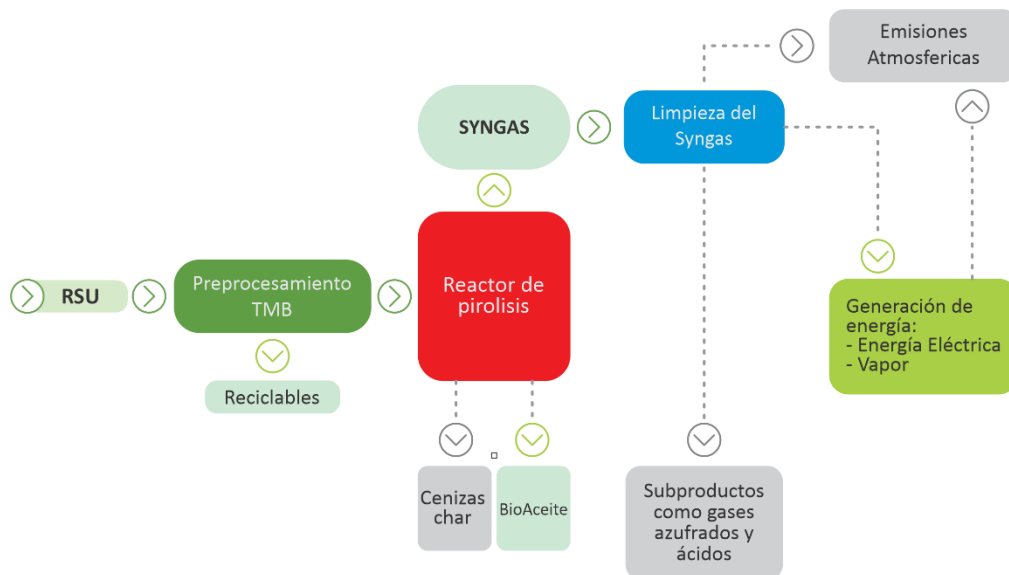 Emisiones
Atmosfericas
SYNGAS
Limpieza del
Syngas
RSU
Preprocesamiento
TMB
Reactor de
pirolisis
Generación de
energía:
- Energía Eléctrica
- Vapor
Reciclables
Cenizas
char
BioAceite
Subproductos
como gases
azufrados y
ácidos